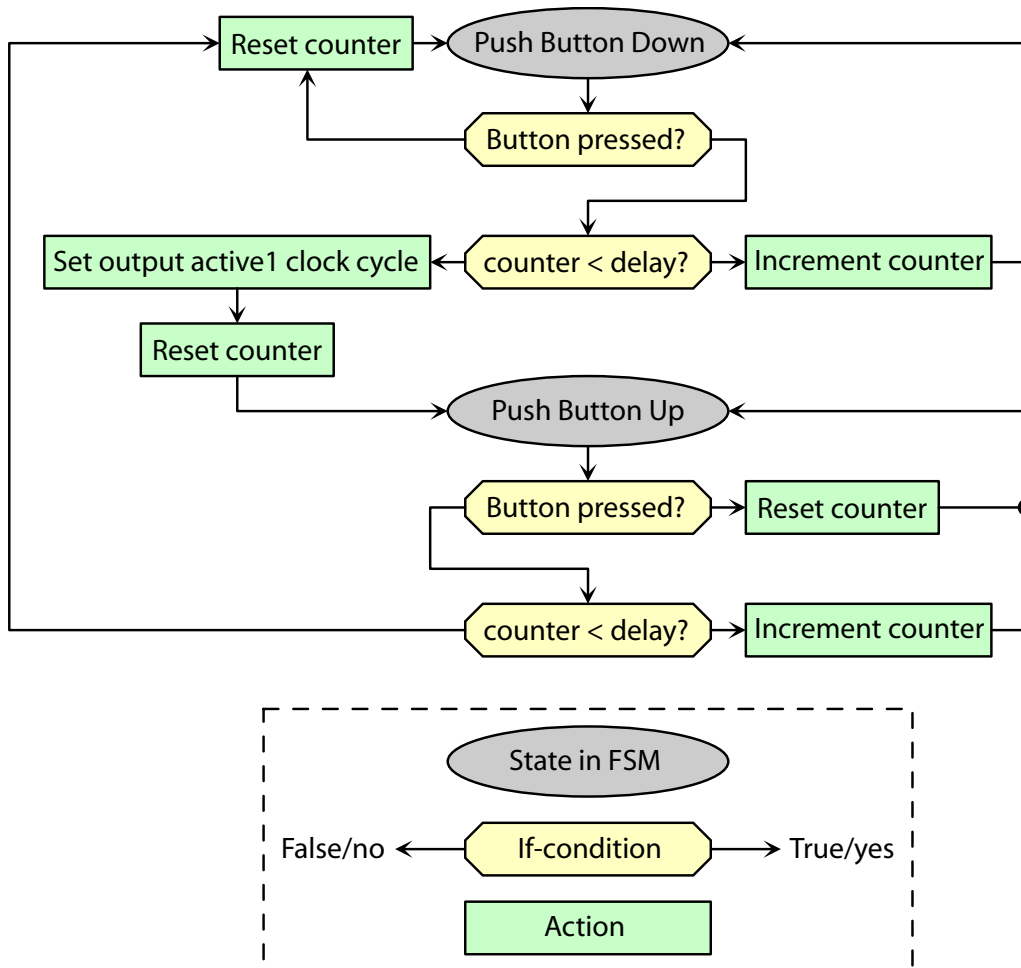 Reset counter
Push Button Down
Button pressed?
Set output active1 clock cycle
counter < delay?
Increment counter
Reset counter
Push Button Up
Button pressed?
Reset counter
counter < delay?
Increment counter
State in FSM
False/no
If-condition
True/yes
Action